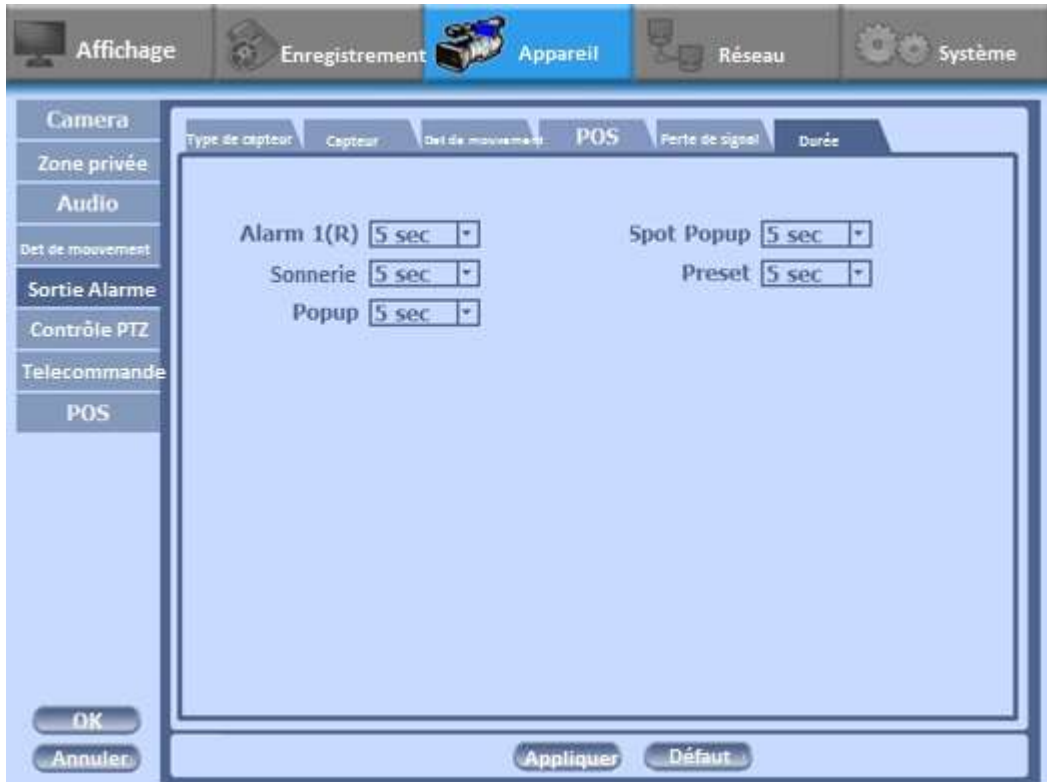 Affichage
Enregistrement
Appareil
Réseau
Système
Camera
Zone privée
Audio
Det de mouvement
Sortie Alarme
Contrôle PTZ
Telecommande
POS
Type de capteur
Capteur
Det de mouvement
POS
Perte de signal
Durée
Alarm 1(R) 5 sec
Spot Popup 5 sec
Sonnerie 5 sec
Preset 5 sec
Popup 5 sec
OK
Annuler
Appliquer
Défaut